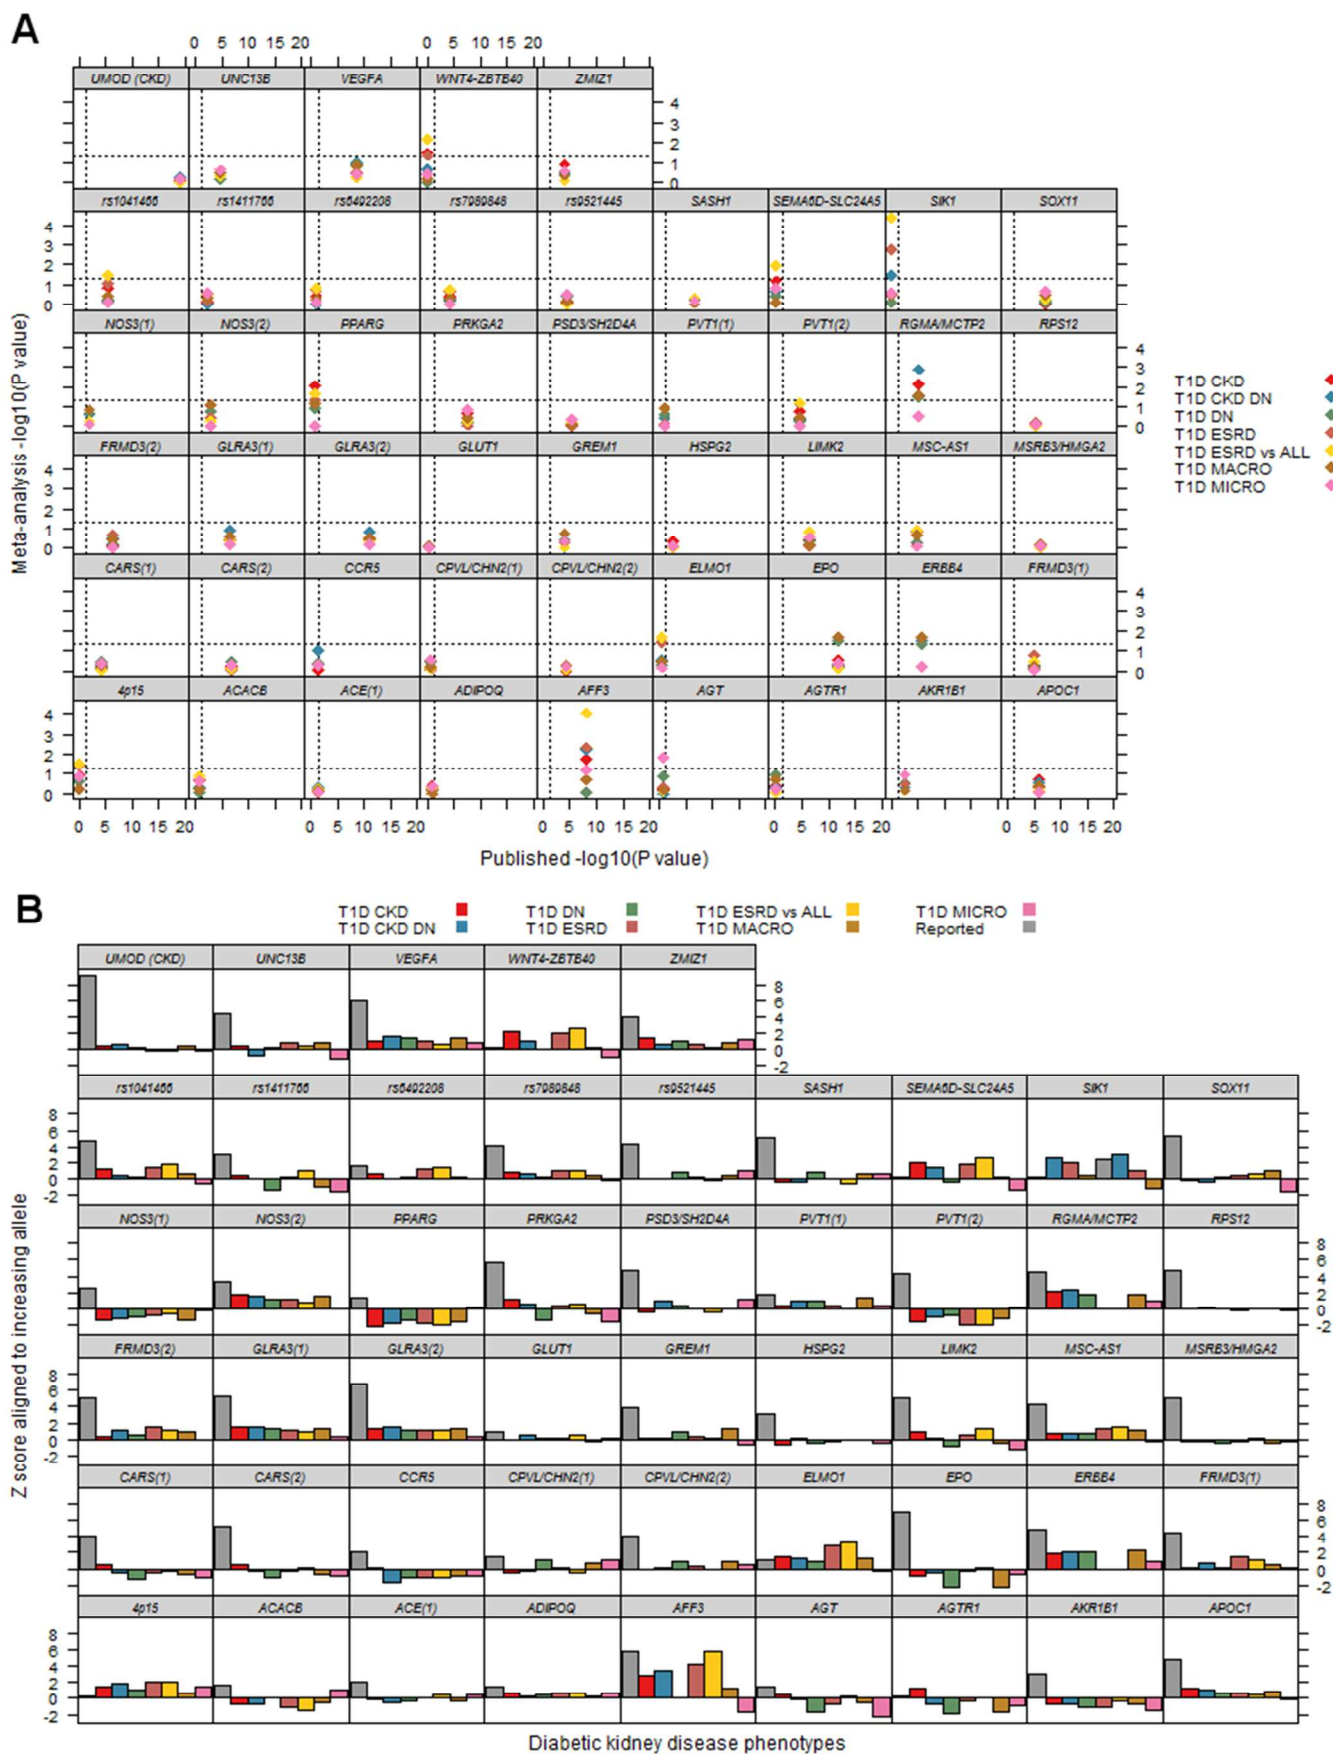 A
0 5 10 15 20 0 5 10 15 20
UMOD (CKD) UNC13B VEGFA WNT4-ZBTB40 ZMIZ1
4
3
2
1
0
rs1041466 rs1411766 rs6492208 rs7989848 rs9521445 SASH1 SEMA6D-SLC24A5 SIK1 SOX11
4
3
2
1
0
NOS3(1) NOS3(2) PPARG PRKGA2 PSD3/SH2D4A PVT1(1) PVT1(2) RGMA/MCTP2 RPS12
4
3
2
1
0
FRMD3(2) GLRA3(1) GLRA3(2) GLUT1 GREM1 HSPG2 LIMK2 MSC-AS1 MSRB3/HMGA2
4
3
2
1
0
CARS(1) CARS(2) CCR5 CPVL/CHN2(1) CPVL/CHN2(2) ELMO1 EPO ERBB4 FRMD3(1)
4
3
2
1
0
4p15 ACACB ACE(1) ADIPOQ AFF3 AGT AGTR1 AKR1B1 APOC1
4
3
2
1
0
0 5 10 15 20 0 5 10 15 20 0 5 10 15 20 0 5 10 15 20 0 5 10 15 20
Published -log10(P value)
Meta-analysis -log10(P value)
T1D CKD
T1D CKD DN
T1D DN
T1D ESRD
T1D ESRD vs ALL
T1D MACRO
T1D MICRO
B
T1D CKD T1D DN T1D ESRD vs ALL T1D MICRO
T1D CKD DN T1D ESRD T1D MACRO Reported
UMOD (CKD) UNC13B VEGFA WNT4-ZBTB40 ZMIZ1
8
6
4
2
0
-2
rs1041466 rs1411766 rs6492208 rs7989848 rs9521445 SASH1 SEMA6D-SLC24A5 SIK1 SOX11
8
6
4
2
0
-2
NOS3(1) NOS3(2) PPARG PRKGA2 PSD3/SH2D4A PVT1(1) PVT1(2) RGMA/MCTP2 RPS12
8
6
4
2
0
-2
FRMD3(2) GLRA3(1) GLRA3(2) GLUT1 GREM1 HSPG2 LIMK2 MSC-AS1 MSRB3/HMGA2
8
6
4
2
0
-2
CARS(1) CARS(2) CCR5 CPVL/CHN2(1) CPVL/CHN2(2) ELMO1 EPO ERBB4 FRMD3(1)
8
6
4
2
0
-2
4p15 ACACB ACE(1) ADIPOQ AFF3 AGT AGTR1 AKR1B1 APOC1
8
6
4
2
0
-2
Z score aligned to increasing allele
Diabetic kidney disease phenotypes